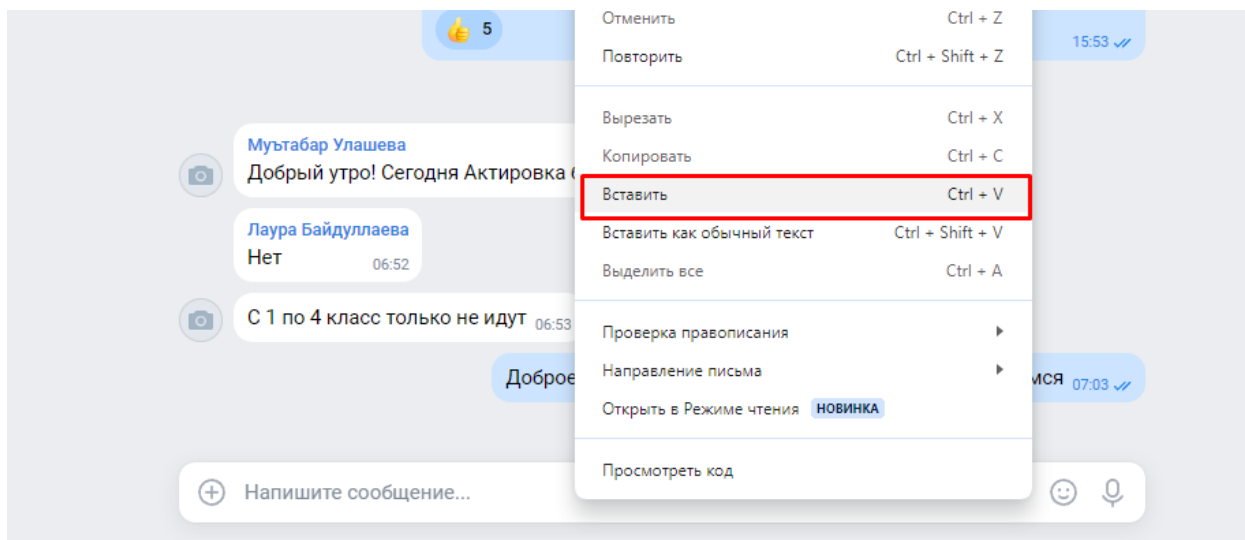 5
15:53
Муътабар Улашева
Добрый утро! Сегодня Актировка
Лаура Байдуллаева
Нет 06:52
С 1 по 4 класс только не идут 06:53
Доброе
мся 07:03
Напишите сообщение...
Отменить Ctrl + Z
Повторить Ctrl + Shift + Z
Вырезать Ctrl + X
Копировать Ctrl + C
Вставить Ctrl + V
Вставить как обычный текст Ctrl + Shift + V
Выделить все Ctrl + A
Проверка правописания
Направление письма
Открыть в Режиме чтения НОВИНКА
Просмотреть код